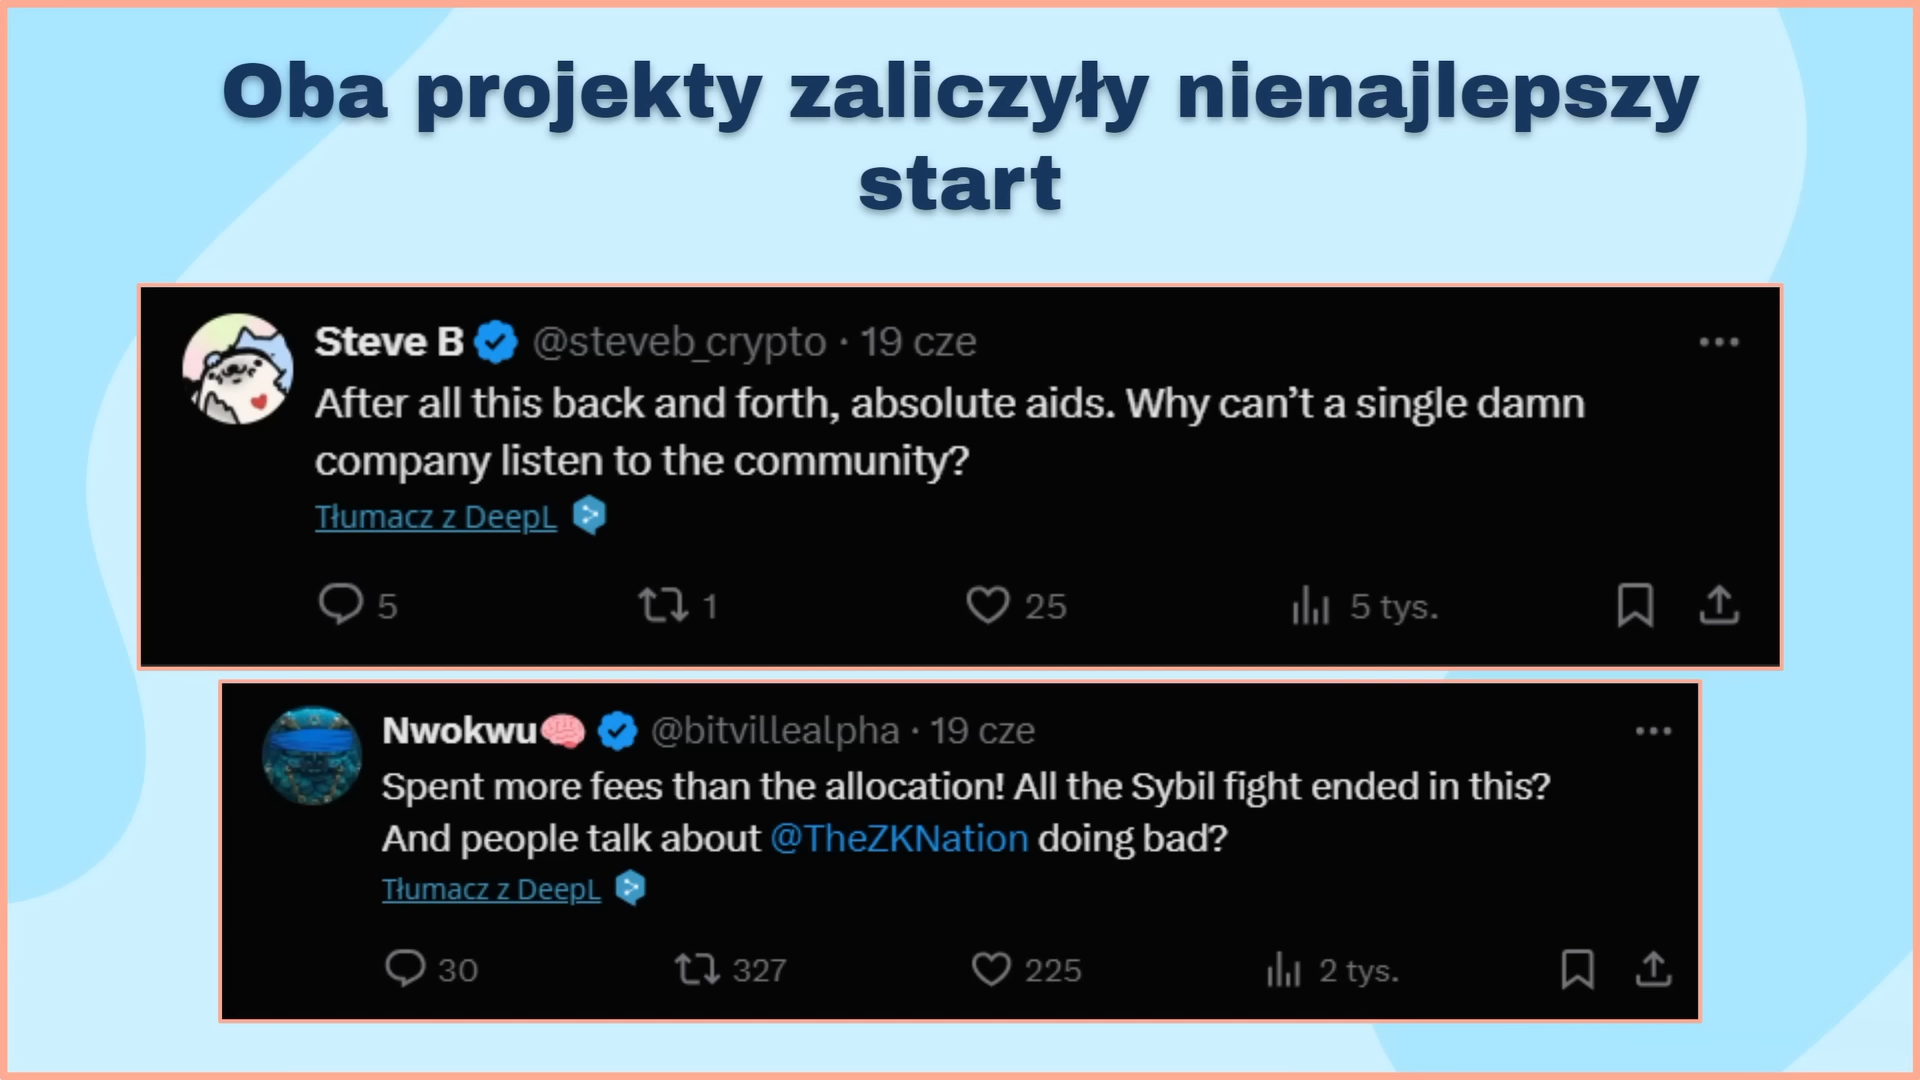 Oba projekty zaliczyły nienajlepszy
start
Steve B @steveb_crypto · 19 cze
After all this back and forth, absolute aids. Why can’t a single damn
company listen to the community?
Tłumacz z DeepL
5 1 25 5 tys.
Nwokwu🧠 @bitvillealpha · 19 cze
Spent more fees than the allocation! All the Sybil fight ended in this?
And people talk about @TheZKNation doing bad?
Tłumacz z DeepL
30 327 225 2 tys.